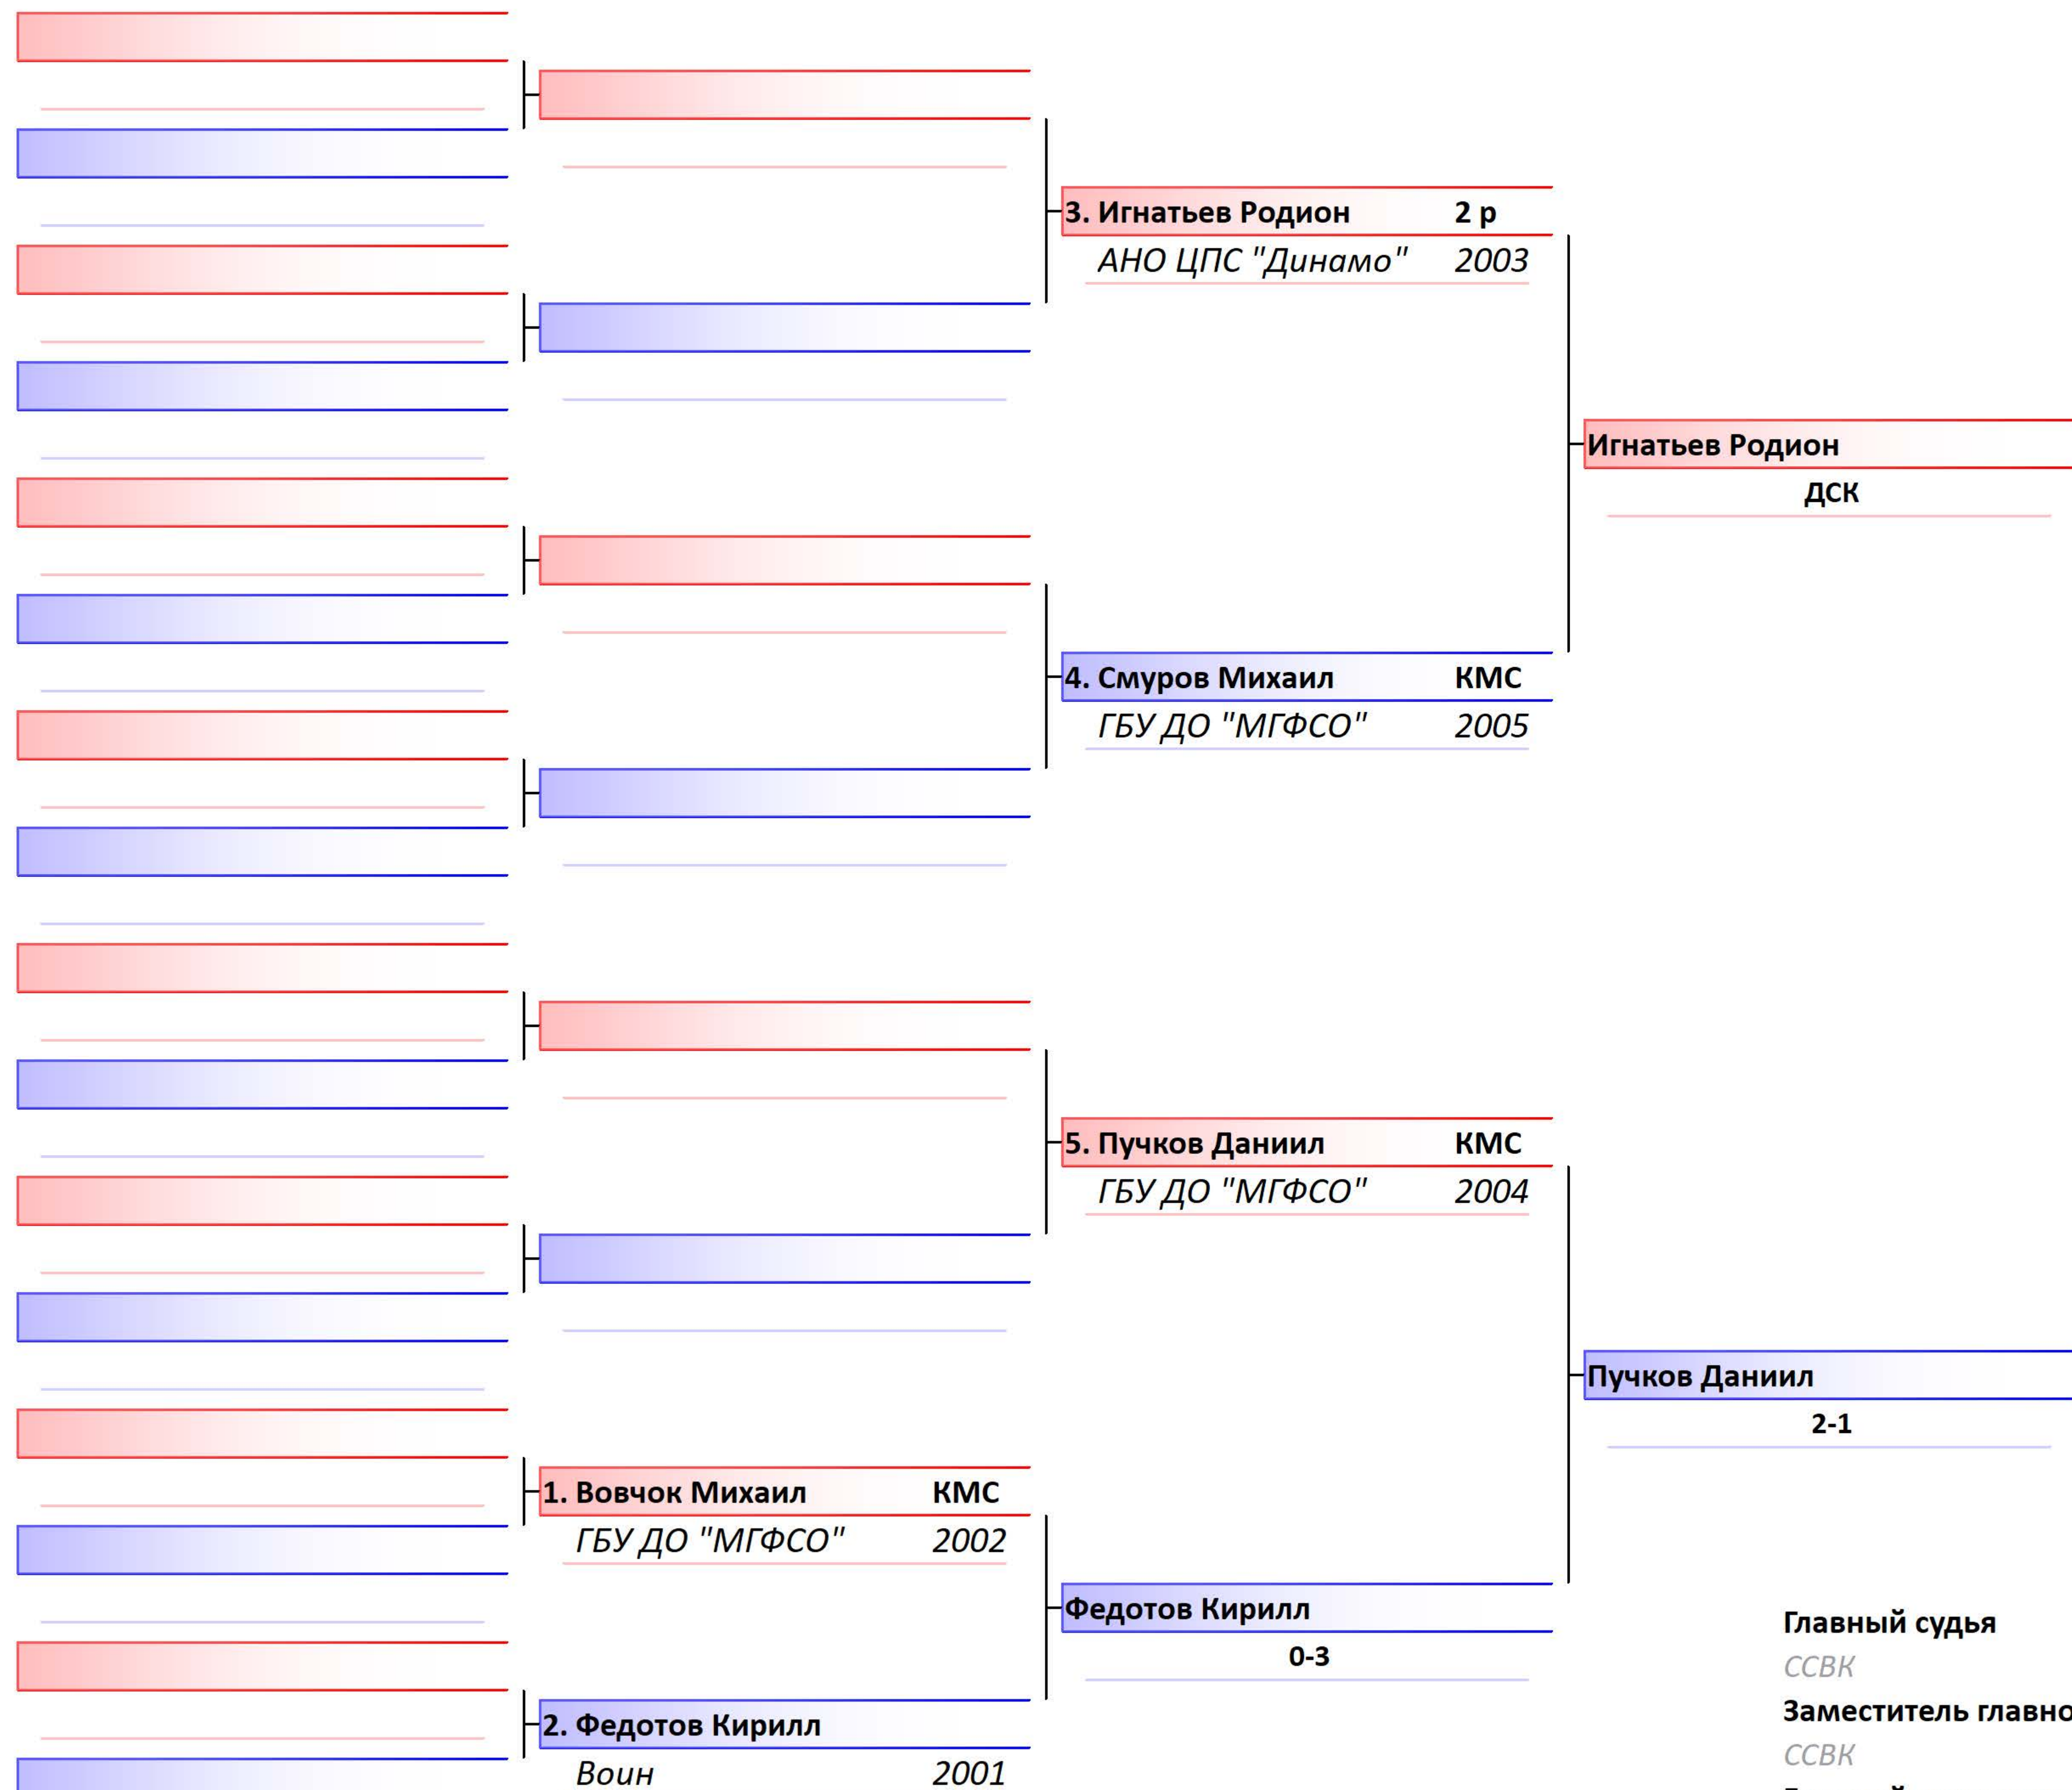 3. Игнатьев Родион 2 р
АНО ЦПС "Динамо" 2003
Игнатьев Родион
ДСК
4. Смуров Михаил КМС
ГБУ ДО "МГФСО" 2005
5. Пучков Даниил КМС
ГБУ ДО "МГФСО" 2004
Пучков Даниил
2-1
1. Вовчок Михаил КМС
ГБУ ДО "МГФСО" 2002
Федотов Кирилл
0-3
2. Федотов Кирилл
Воин 2001
Главный судья
ССВК
Заместитель главно
ССВК